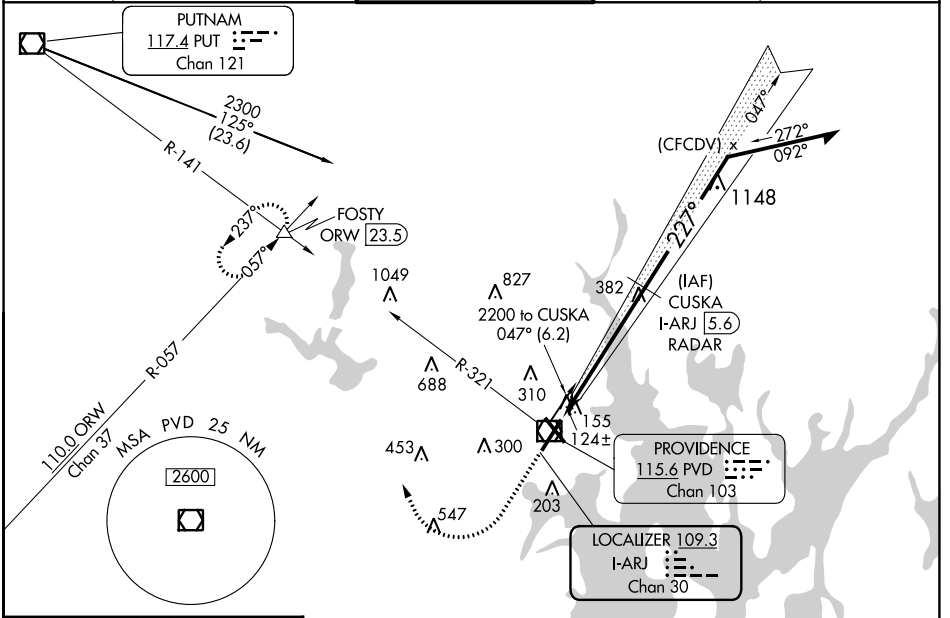 PUTNAM
117.4 PUT
Chan 121
2300
125°
(23.6)
R-141
047°
(CFCDV) x
272°
092°
1148
227°
237°
057°
FOSTY
ORW 23.5
1049
827
382
(IAF)
CUSKA
I-ARJ 5.6
RADAR
2200 to CUSKA
047° (6.2)
R-321
688
310
R-057
110.0 ORW
Chan 37
155
124±
453
300
PROVIDENCE
115.6 PVD
Chan 103
MSA PVD 25 NM
2600
203
547
LOCALIZER 109.3
I-ARJ
Chan 30